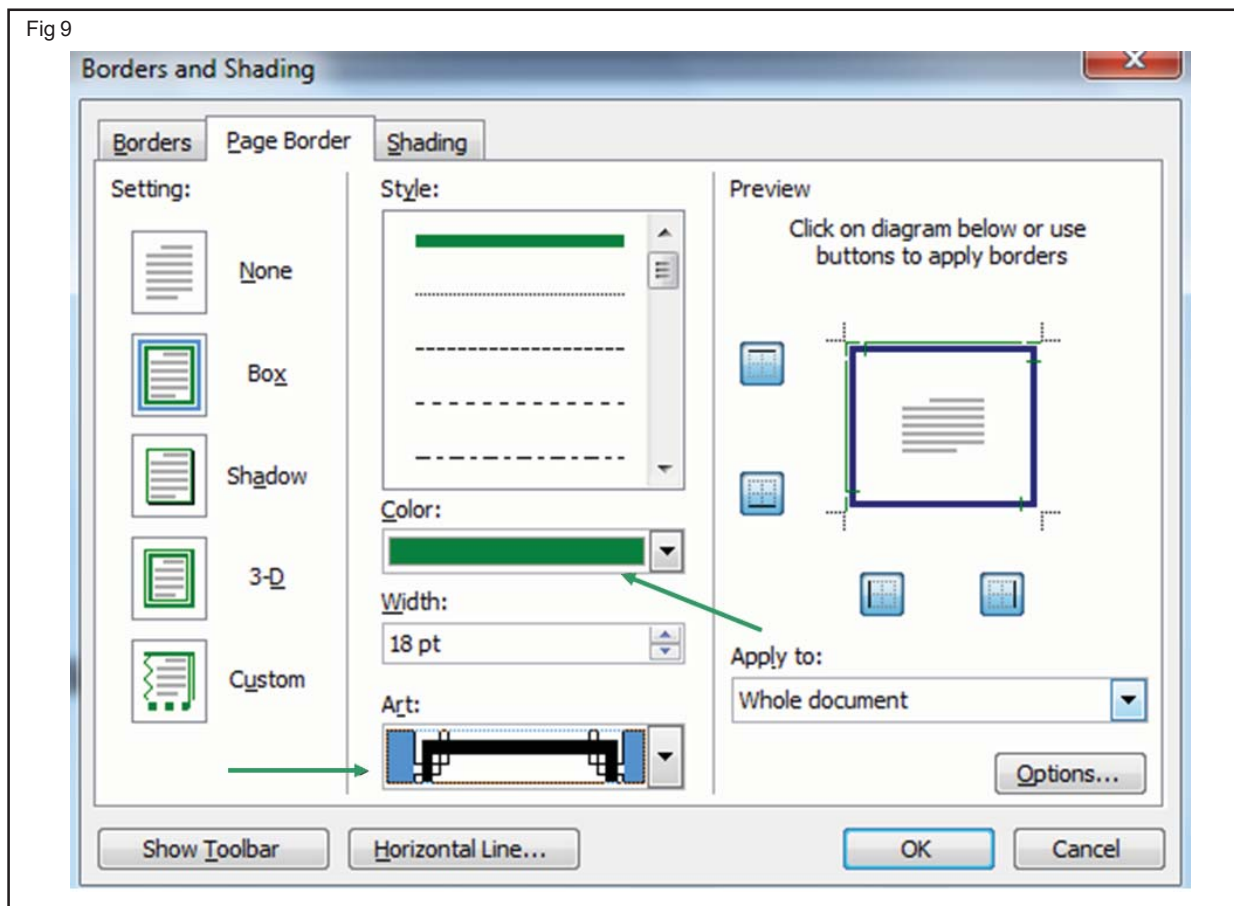 Fig 9
Borders and Shading
Borders
Page Border
Shading
Setting:
None
Box
Shadow
3-D
Custom
Style:
Color:
Width:
18 pt
Art:
Preview
Click on diagram below or use
buttons to apply borders
Apply to:
Whole document
Options...
Show Toolbar
Horizontal Line...
OK
Cancel